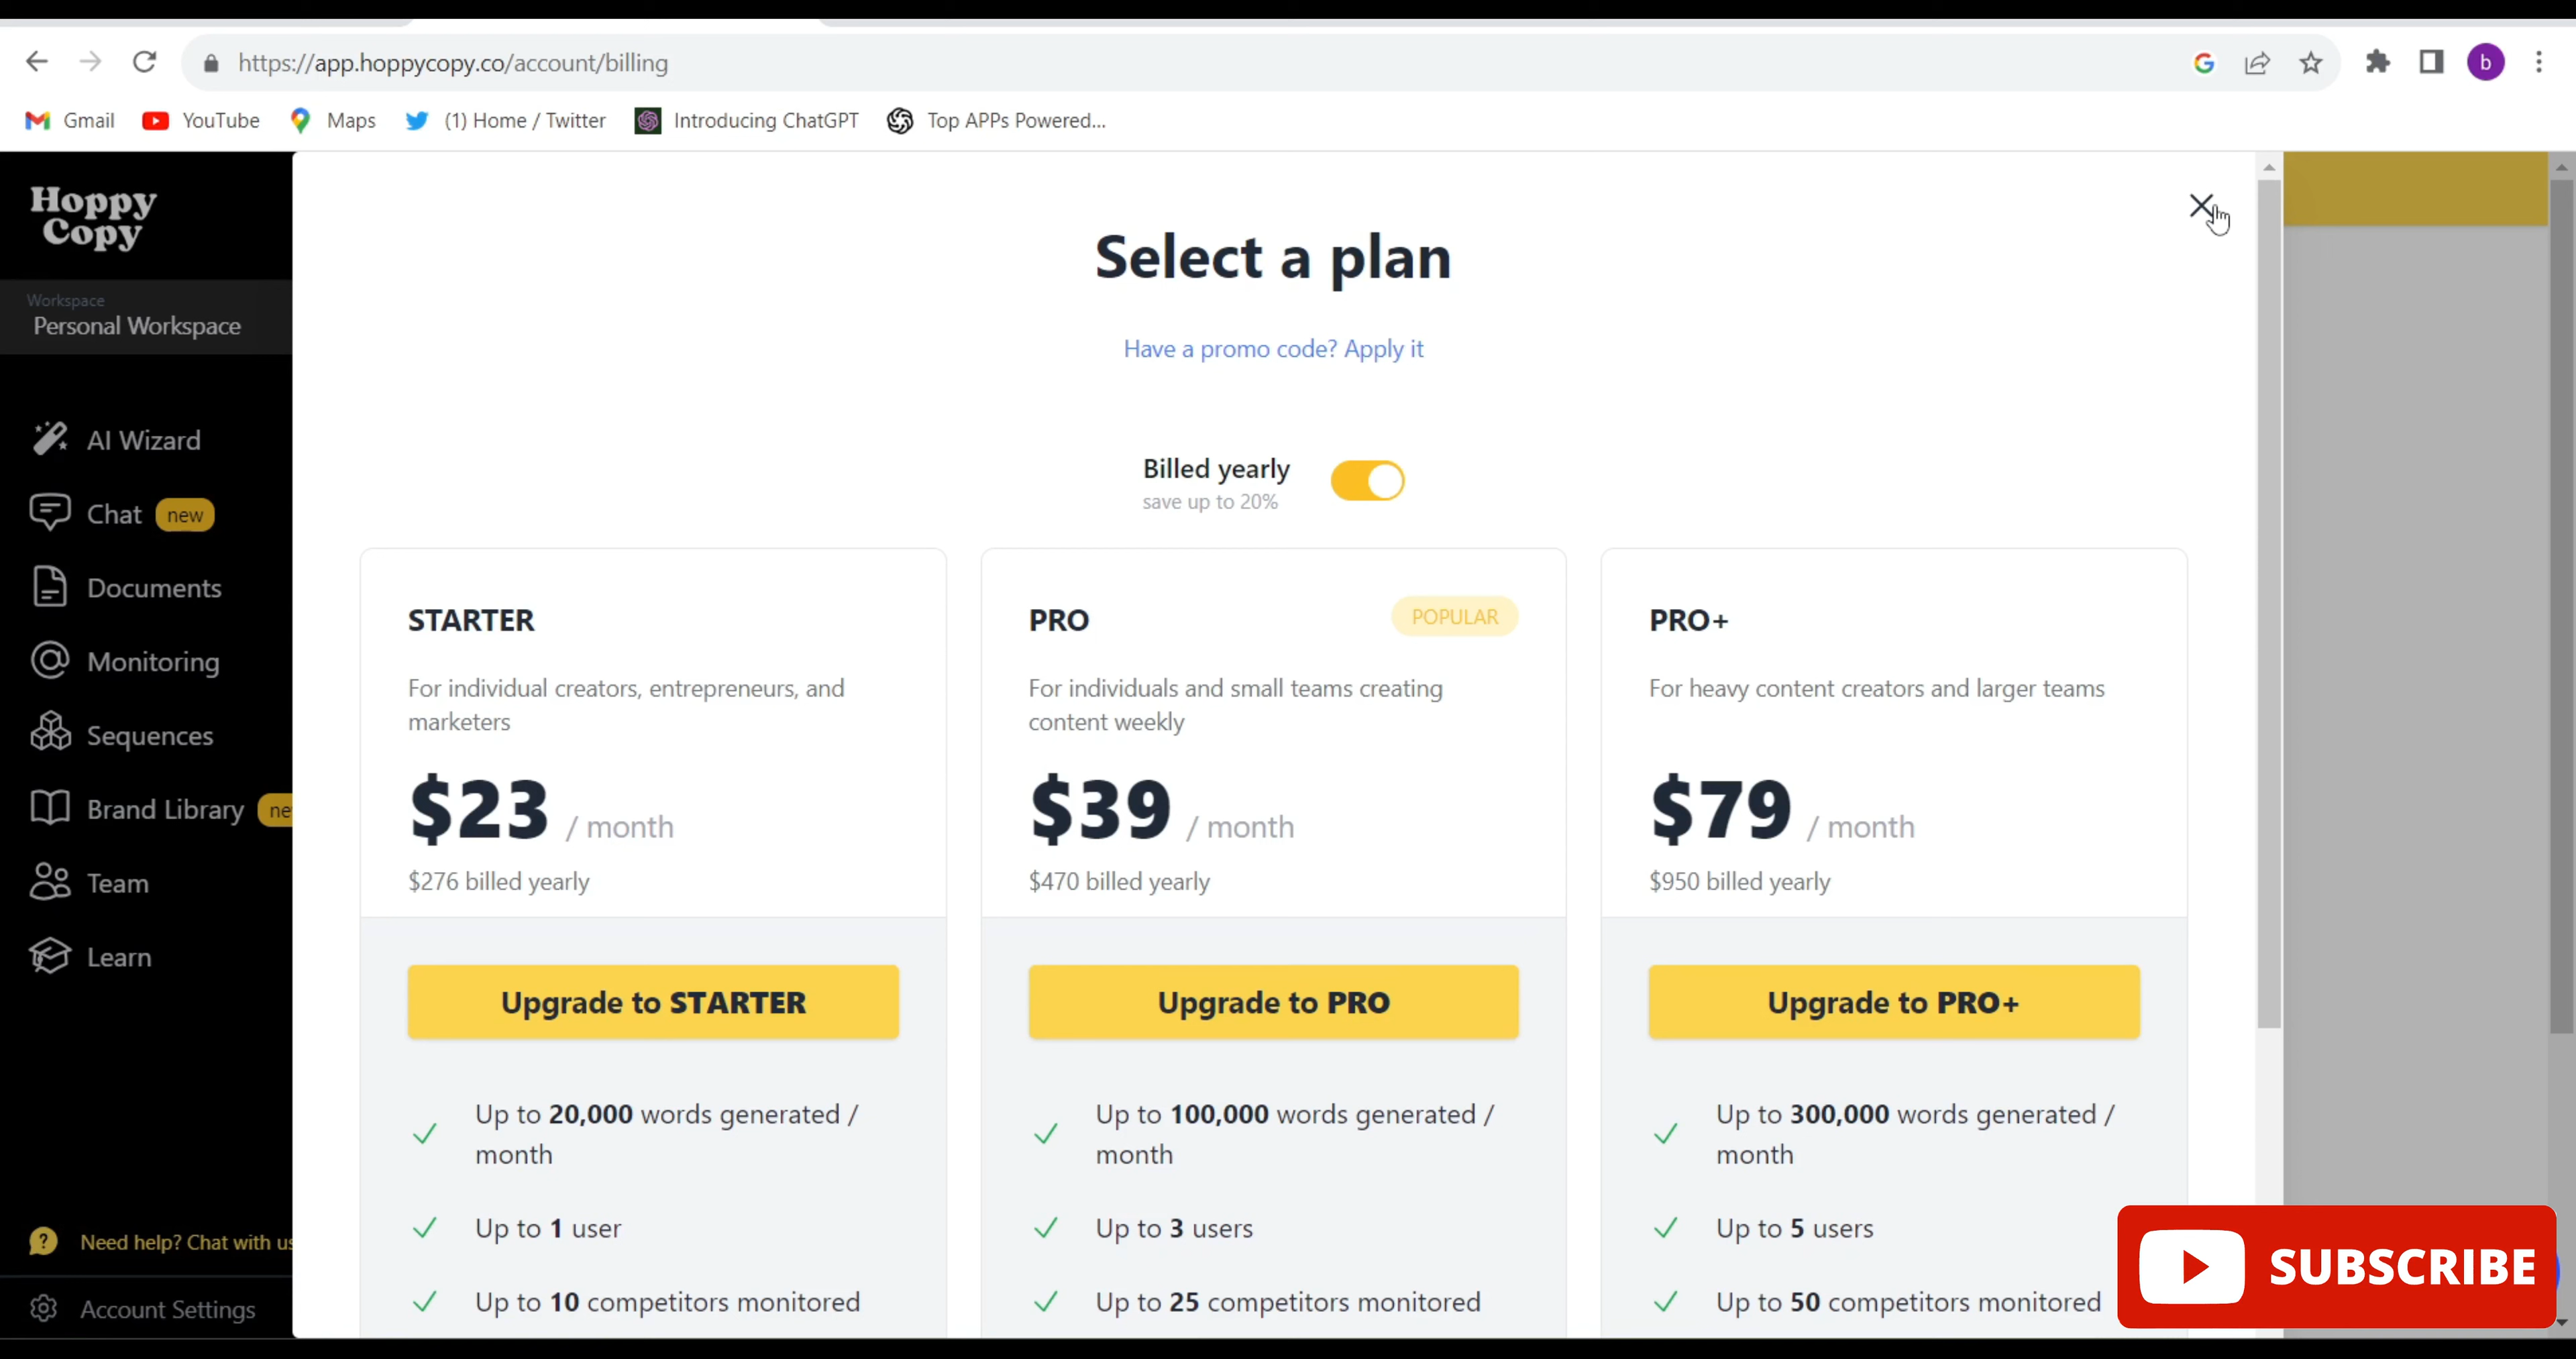 https://app.hoppycopy.co/account/billing
b
Gmail
YouTube
Maps
(1) Home / Twitter
Introducing ChatGPT
Top APPs Powered...
Hoppy
Copy
Workspace
Personal Workspace
AI Wizard
Chat new
Documents
Monitoring
Sequences
Brand Library
Team
Learn
Need help? Chat with us
Account Settings
Select a plan
Have a promo code? Apply it
Billed yearly
save up to 20%
STARTER
For individual creators, entrepreneurs, and
marketers
$23 / month
$276 billed yearly
Upgrade to STARTER
Up to 20,000 words generated /
month
Up to 1 user
Up to 10 competitors monitored
PRO
POPULAR
For individuals and small teams creating
content weekly
$39 / month
$470 billed yearly
Upgrade to PRO
Up to 100,000 words generated /
month
Up to 3 users
Up to 25 competitors monitored
PRO+
For heavy content creators and larger teams
$79 / month
$950 billed yearly
Upgrade to PRO+
Up to 300,000 words generated /
month
Up to 5 users
Up to 50 competitors monitored
SUBSCRIBE